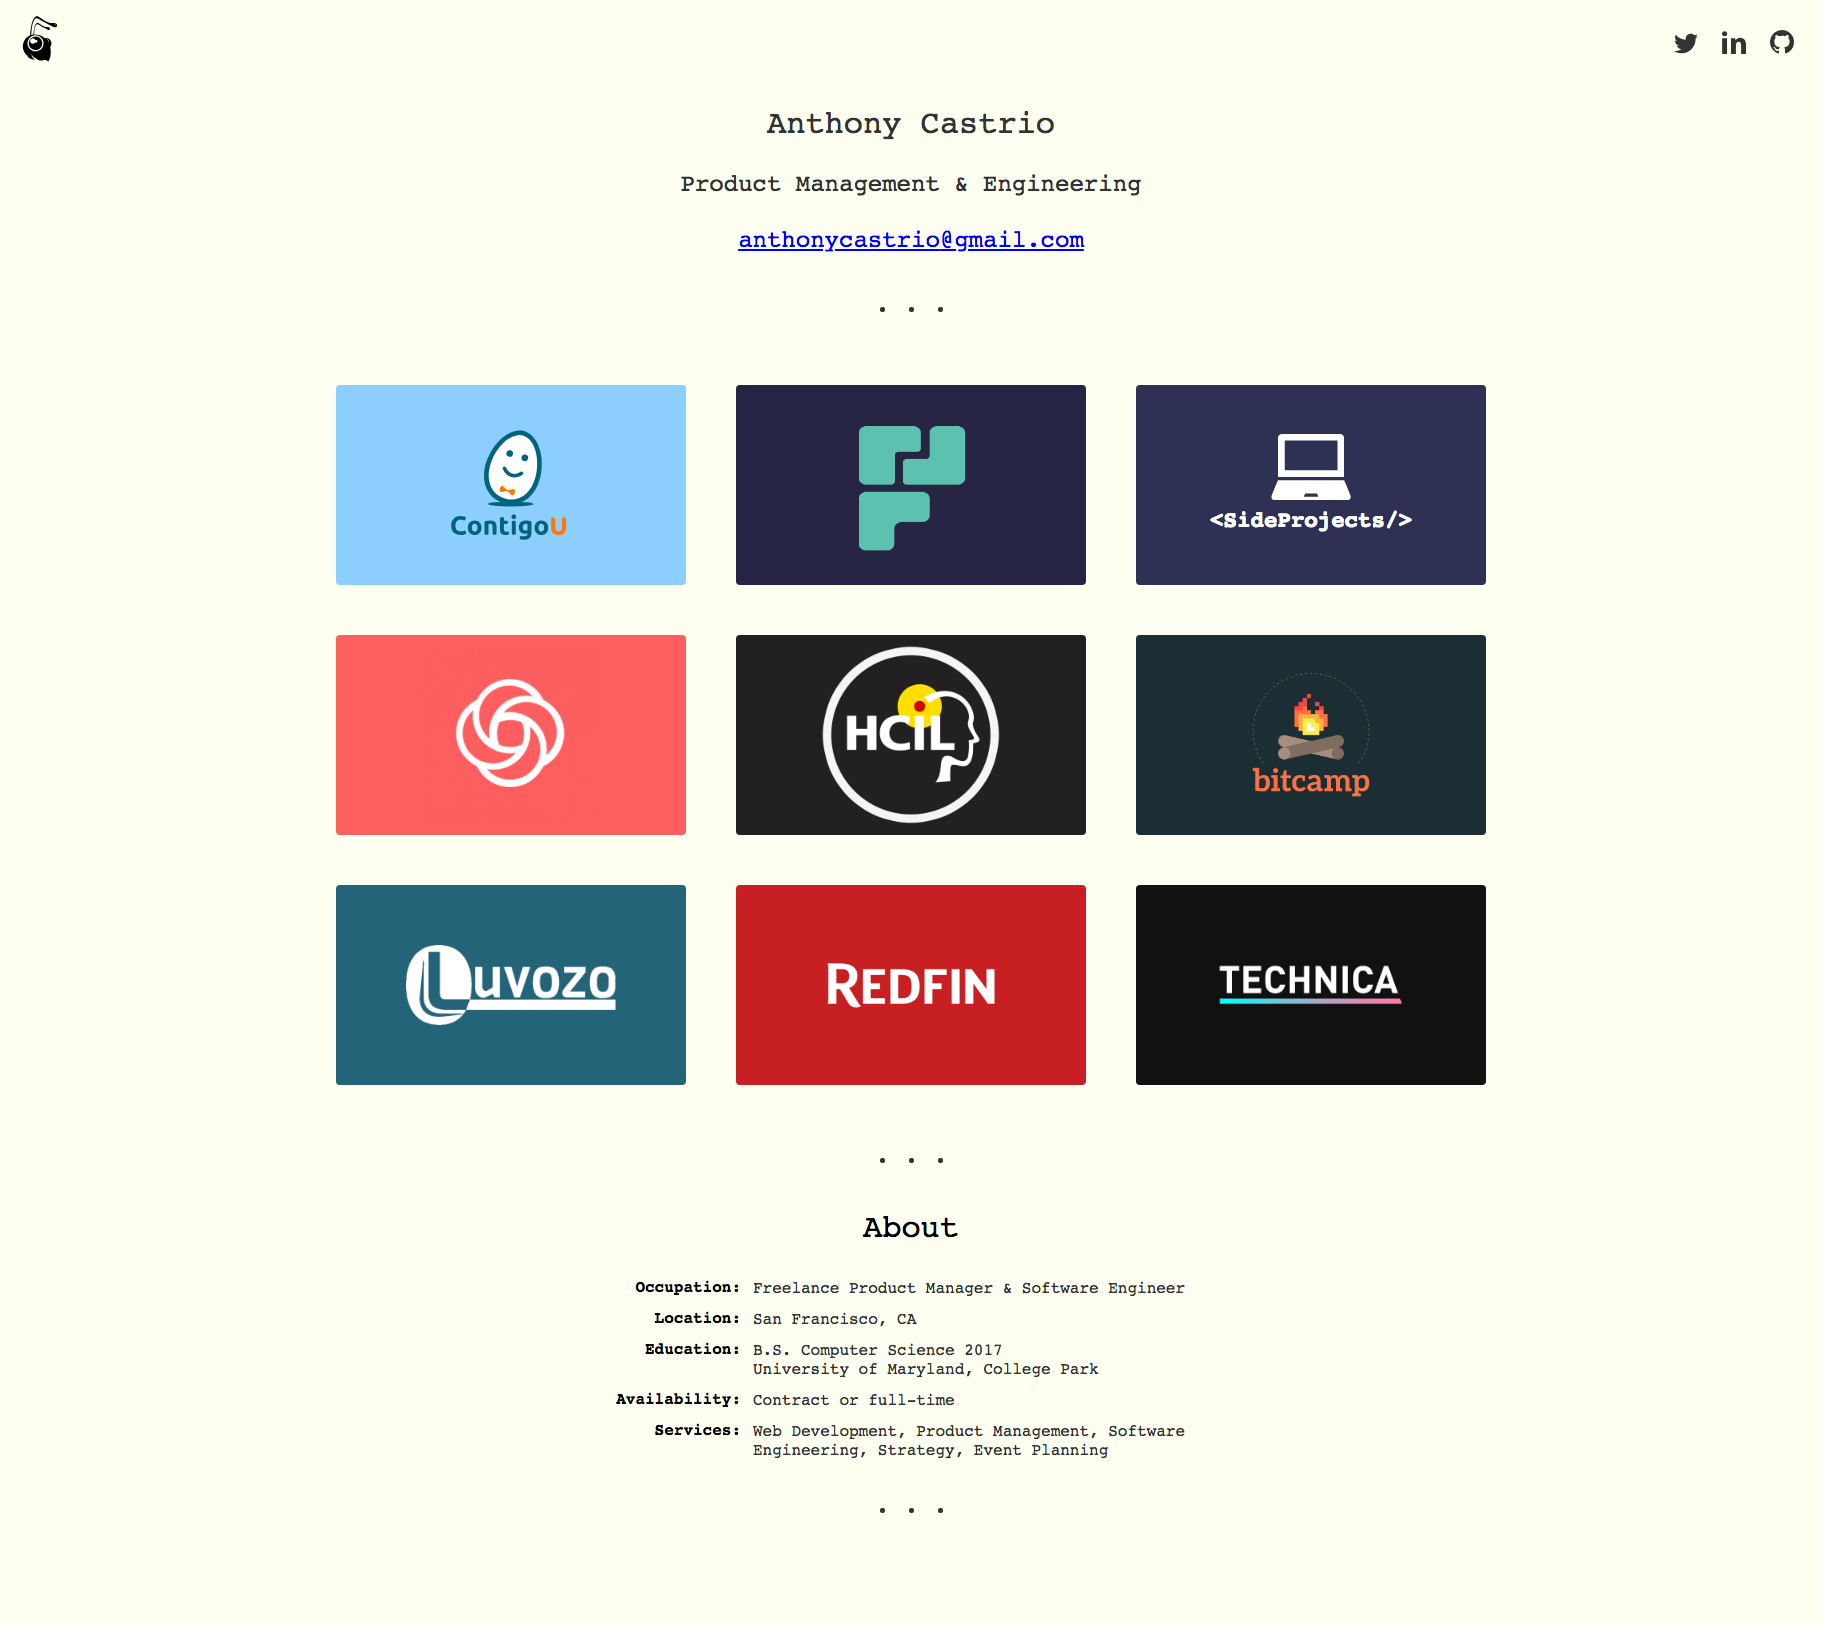 Anthony Castrio
Product Management & Engineering
anthonycastrio@gmail.com
ContigoU
<SideProjects/>
HCIL
bitcamp
Luvozo
REDFIN
TECHNICA
About
Occupation: Freelance Product Manager & Software Engineer
Location: San Francisco, CA
Education: B.S. Computer Science 2017
University of Maryland, College Park
Availability: Contract or full-time
Services: Web Development, Product Management, Software
Engineering, Strategy, Event Planning